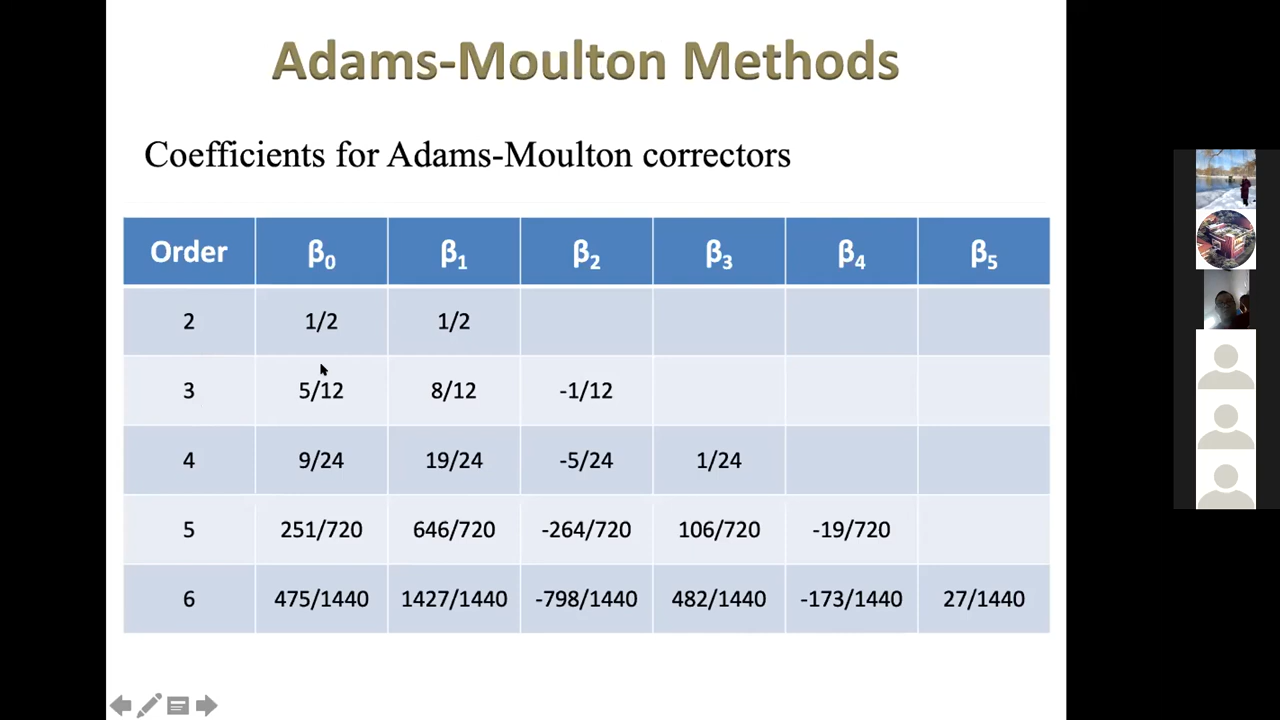 Adams-Moulton Methods
Coefficients for Adams-Moulton correctors
Order β₀ β₁ β₂ β₃ β₄ β₅
2 1/2 1/2
3 5/12 8/12 -1/12
4 9/24 19/24 -5/24 1/24
5 251/720 646/720 -264/720 106/720 -19/720
6 475/1440 1427/1440 -798/1440 482/1440 -173/1440 27/1440